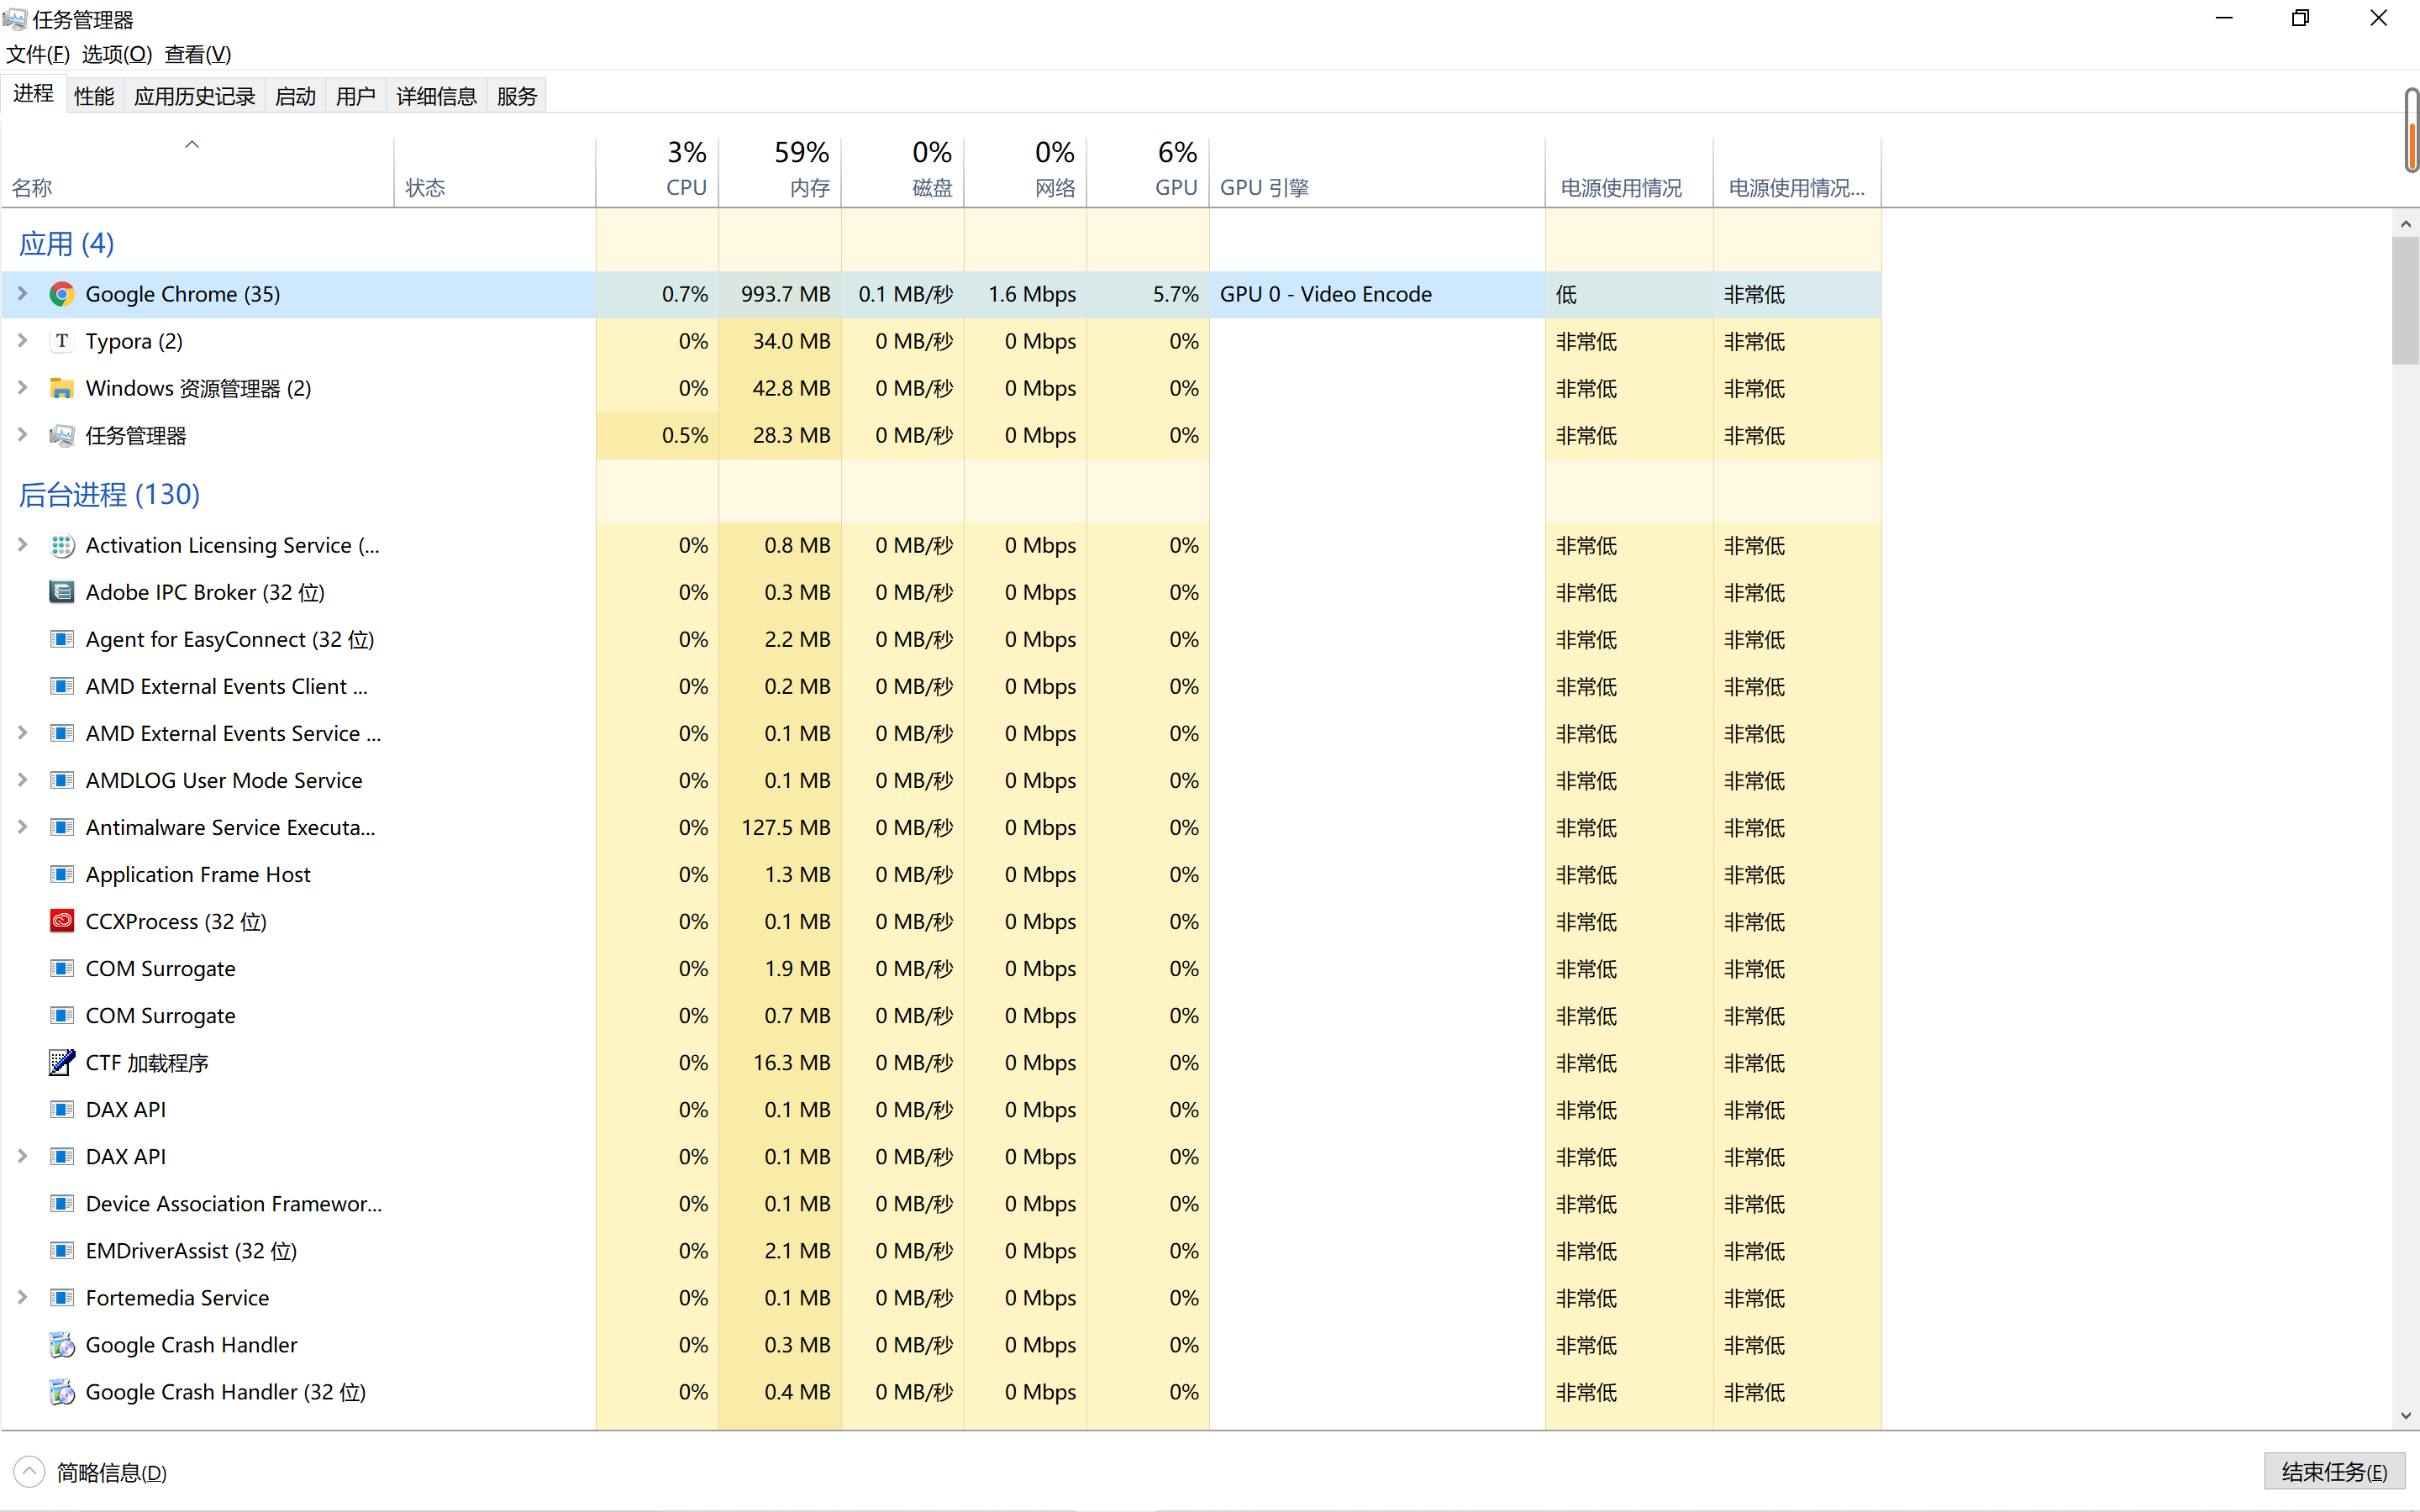 任务管理器
文件(F) 选项(O) 查看(V)
进程 性能 应用历史记录 启动 用户 详细信息 服务
3% 59% 0% 0% 6%
名称 状态 CPU 内存 磁盘 网络 GPU GPU 引擎 电源使用情况 电源使用情况...
应用 (4)
Google Chrome (35) 0.7% 993.7 MB 0.1 MB/秒 1.6 Mbps 5.7% GPU 0 - Video Encode 低 非常低
Typora (2) 0% 34.0 MB 0 MB/秒 0 Mbps 0% 非常低 非常低
Windows 资源管理器 (2) 0% 42.8 MB 0 MB/秒 0 Mbps 0% 非常低 非常低
任务管理器 0.5% 28.3 MB 0 MB/秒 0 Mbps 0% 非常低 非常低
后台进程 (130)
Activation Licensing Service (... 0% 0.8 MB 0 MB/秒 0 Mbps 0% 非常低 非常低
Adobe IPC Broker (32 位) 0% 0.3 MB 0 MB/秒 0 Mbps 0% 非常低 非常低
Agent for EasyConnect (32 位) 0% 2.2 MB 0 MB/秒 0 Mbps 0% 非常低 非常低
AMD External Events Client ... 0% 0.2 MB 0 MB/秒 0 Mbps 0% 非常低 非常低
AMD External Events Service ... 0% 0.1 MB 0 MB/秒 0 Mbps 0% 非常低 非常低
AMDLOG User Mode Service 0% 0.1 MB 0 MB/秒 0 Mbps 0% 非常低 非常低
Antimalware Service Executa... 0% 127.5 MB 0 MB/秒 0 Mbps 0% 非常低 非常低
Application Frame Host 0% 1.3 MB 0 MB/秒 0 Mbps 0% 非常低 非常低
CCXProcess (32 位) 0% 0.1 MB 0 MB/秒 0 Mbps 0% 非常低 非常低
COM Surrogate 0% 1.9 MB 0 MB/秒 0 Mbps 0% 非常低 非常低
COM Surrogate 0% 0.7 MB 0 MB/秒 0 Mbps 0% 非常低 非常低
CTF 加载程序 0% 16.3 MB 0 MB/秒 0 Mbps 0% 非常低 非常低
DAX API 0% 0.1 MB 0 MB/秒 0 Mbps 0% 非常低 非常低
DAX API 0% 0.1 MB 0 MB/秒 0 Mbps 0% 非常低 非常低
Device Association Framewor... 0% 0.1 MB 0 MB/秒 0 Mbps 0% 非常低 非常低
EMDriverAssist (32 位) 0% 2.1 MB 0 MB/秒 0 Mbps 0% 非常低 非常低
Fortemedia Service 0% 0.1 MB 0 MB/秒 0 Mbps 0% 非常低 非常低
Google Crash Handler 0% 0.3 MB 0 MB/秒 0 Mbps 0% 非常低 非常低
Google Crash Handler (32 位) 0% 0.4 MB 0 MB/秒 0 Mbps 0% 非常低 非常低
简略信息(D) 结束任务(E)